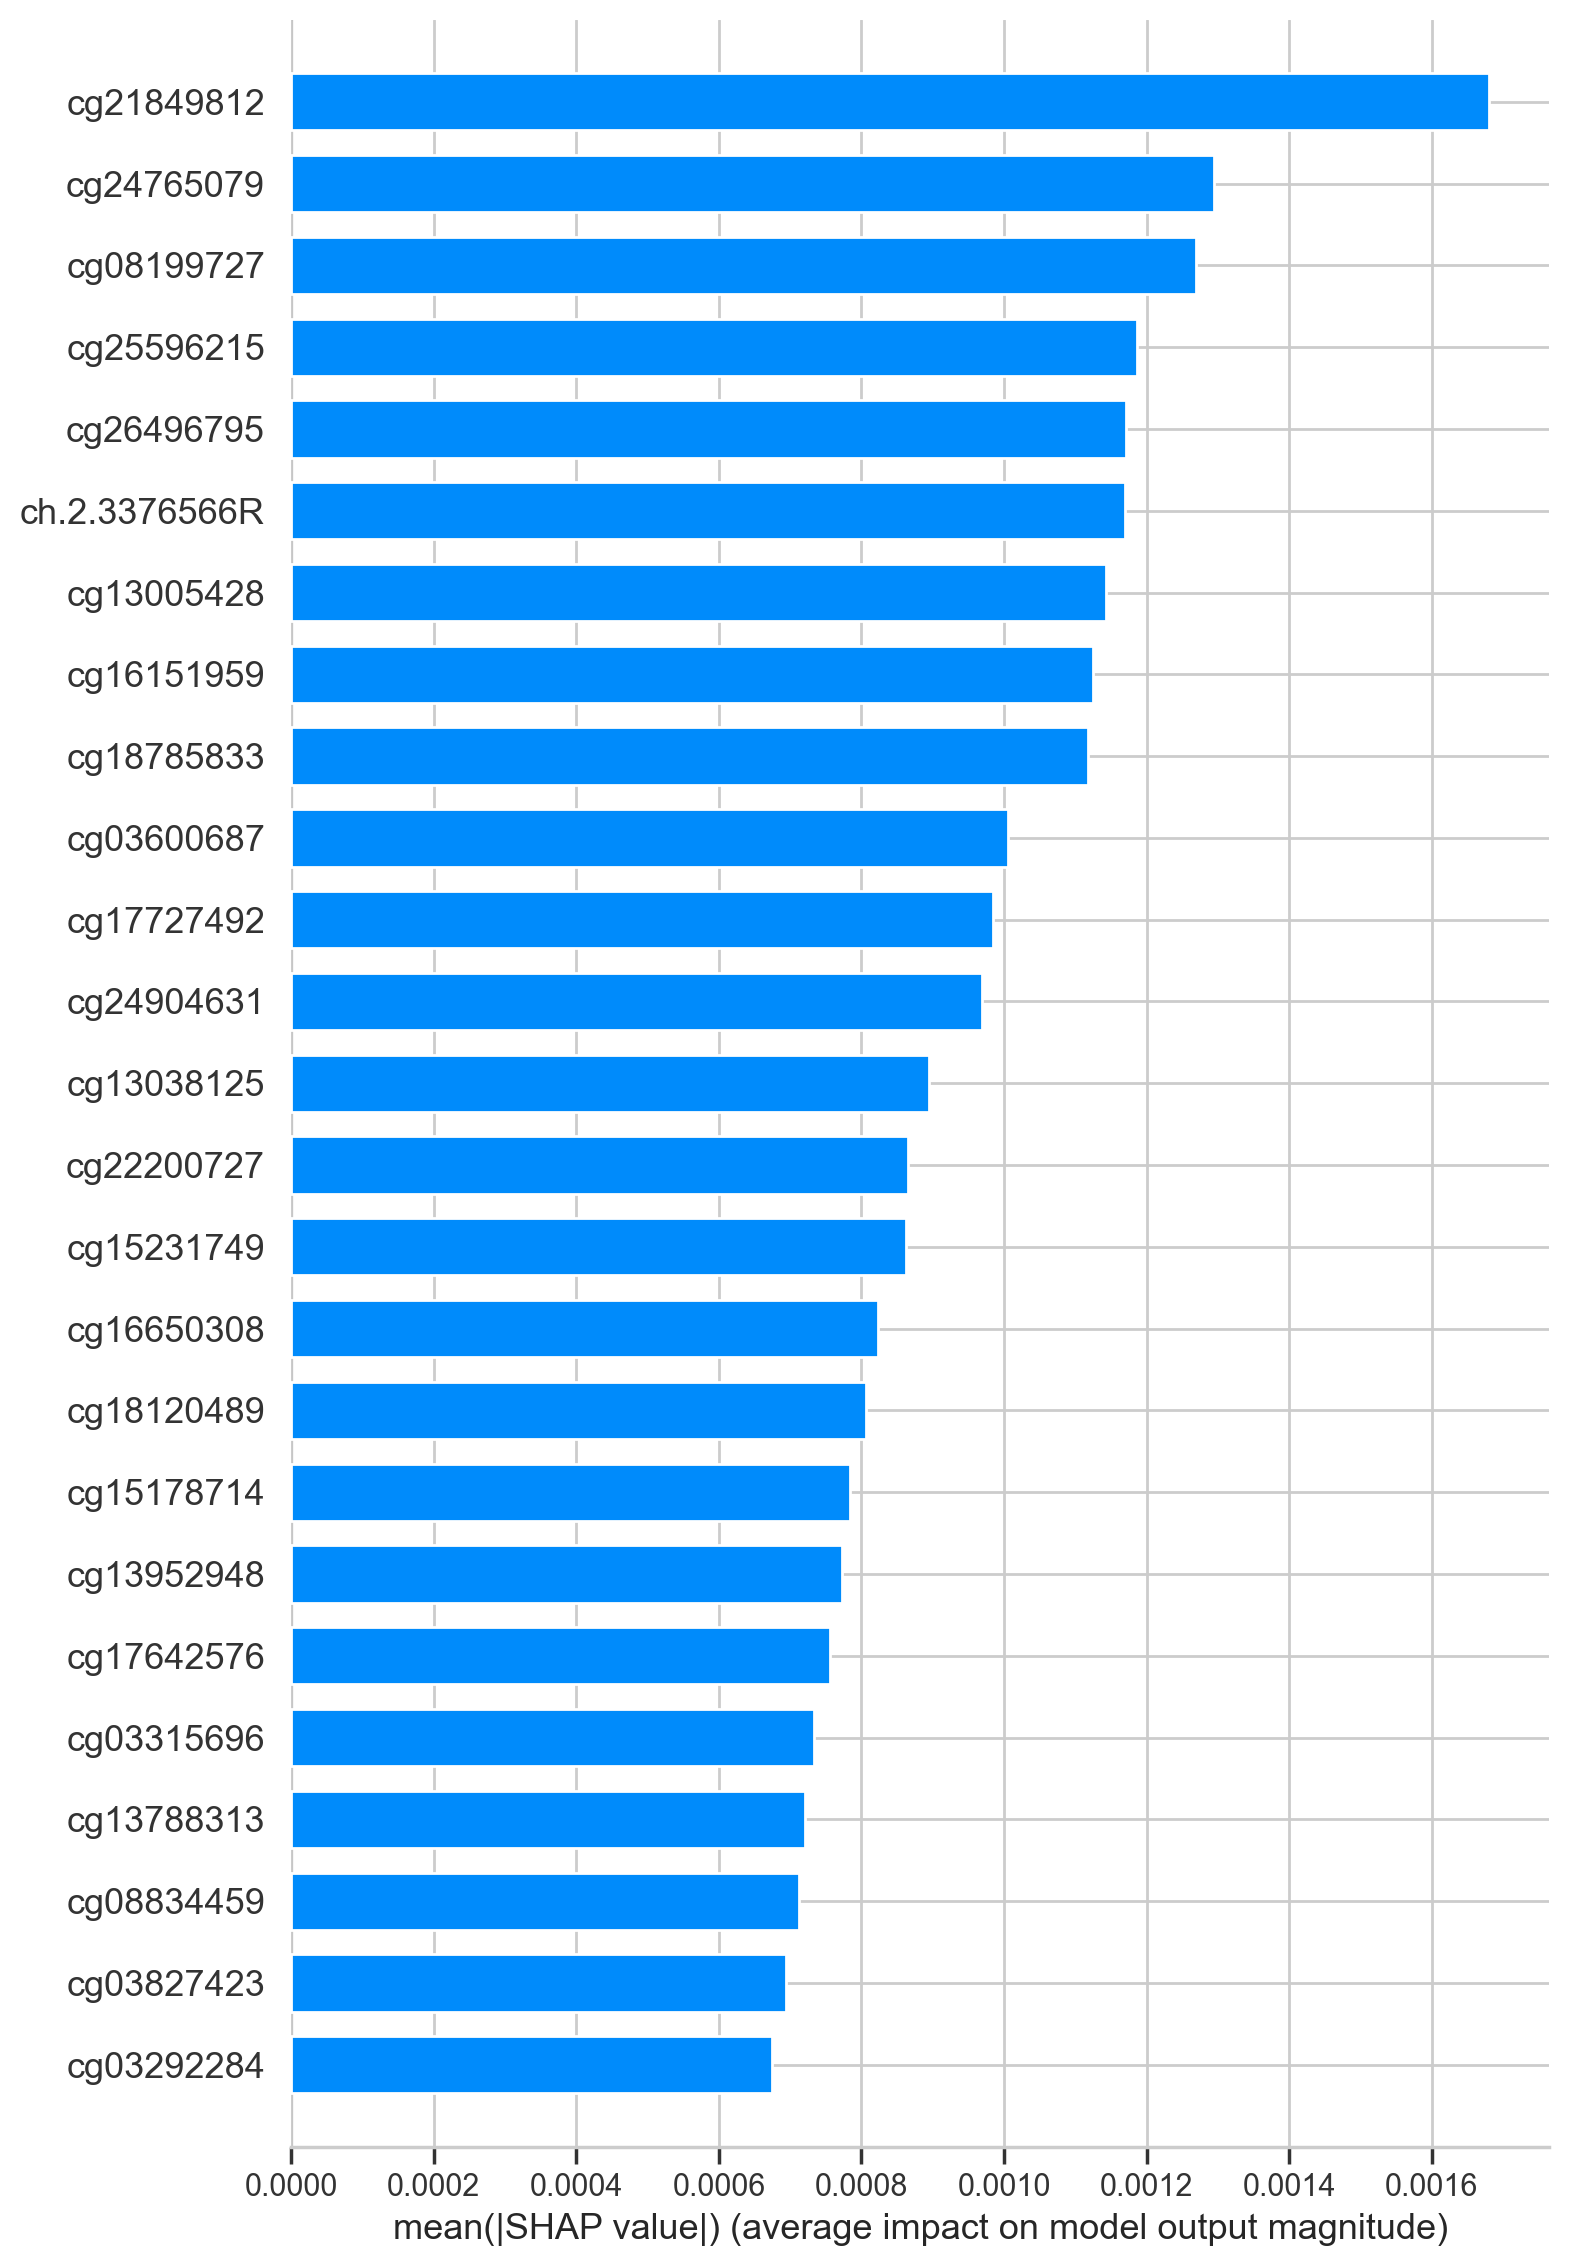 cg21849812
cg24765079
cg08199727
cg25596215
cg26496795
ch.2.3376566R
cg13005428
cg16151959
cg18785833
cg03600687
cg17727492
cg24904631
cg13038125
cg22200727
cg15231749
cg16650308
cg18120489
cg15178714
cg13952948
cg17642576
cg03315696
cg13788313
cg08834459
cg03827423
cg03292284
0.0000 0.0002 0.0004 0.0006 0.0008 0.0010 0.0012 0.0014 0.0016
mean(|SHAP value|) (average impact on model output magnitude)